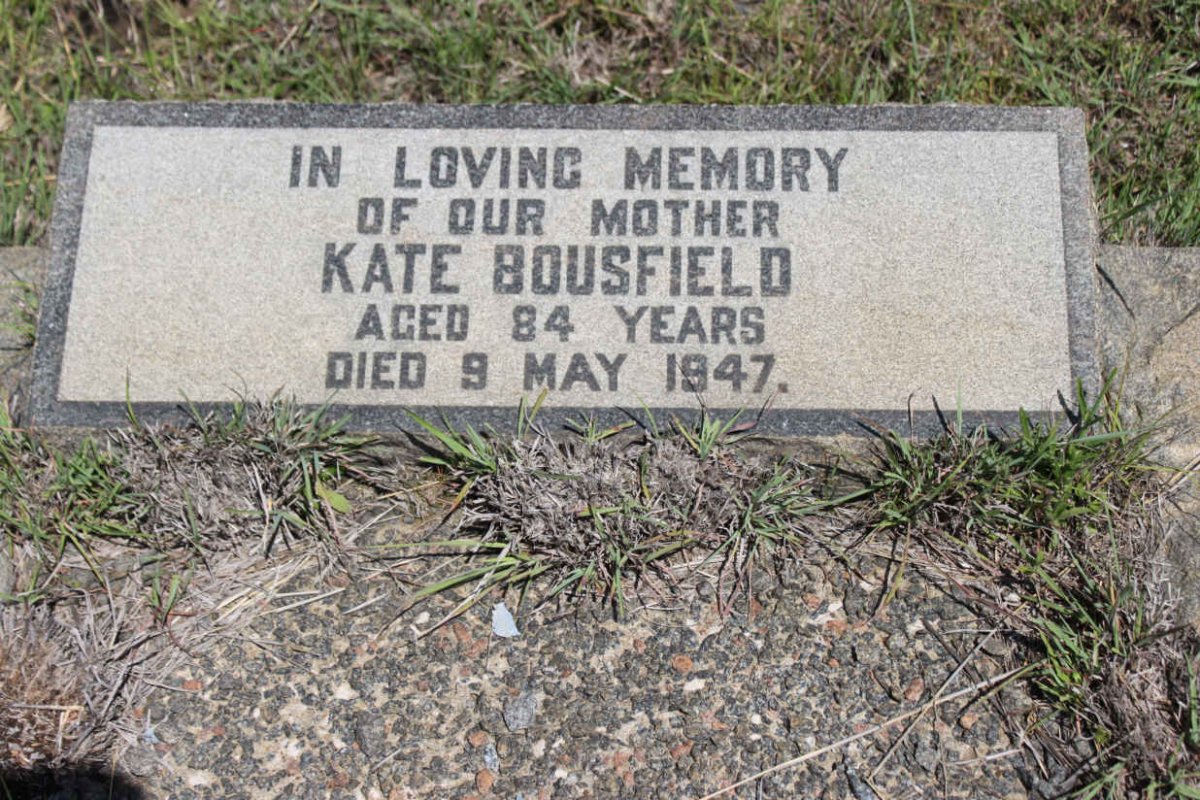 IN LOVING MEMORY
OF OUR MOTHER
KATE BOUSFIELD
AGED 84 YEARS
DIED 9 MAY 1947.